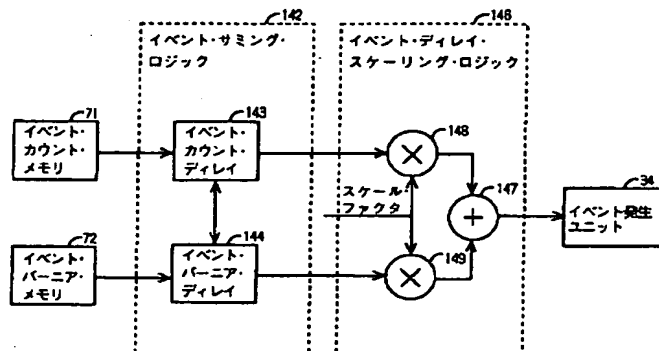 142
イベント・サミング・
ロジック
146
イベント・ディレイ・
スケーリング・ロジック
71
イベント・
カウント・
メモリ
143
イベント・
カウント・
ディレイ
148
スケール・
ファクタ
147
34
イベント発生
ユニット
72
イベント・
バーニア・
メモリ
144
イベント・
バーニア・
ディレイ
149